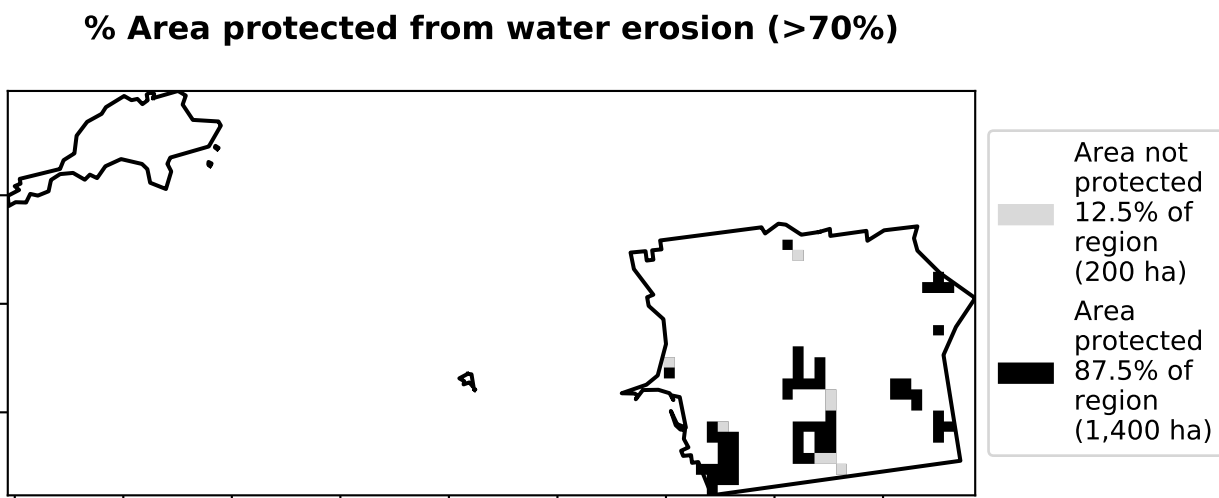 % Area protected from water erosion (>70%)
Area not
protected
12.5% of
region
(200 ha)
Area
protected
87.5% of
region
(1,400 ha)